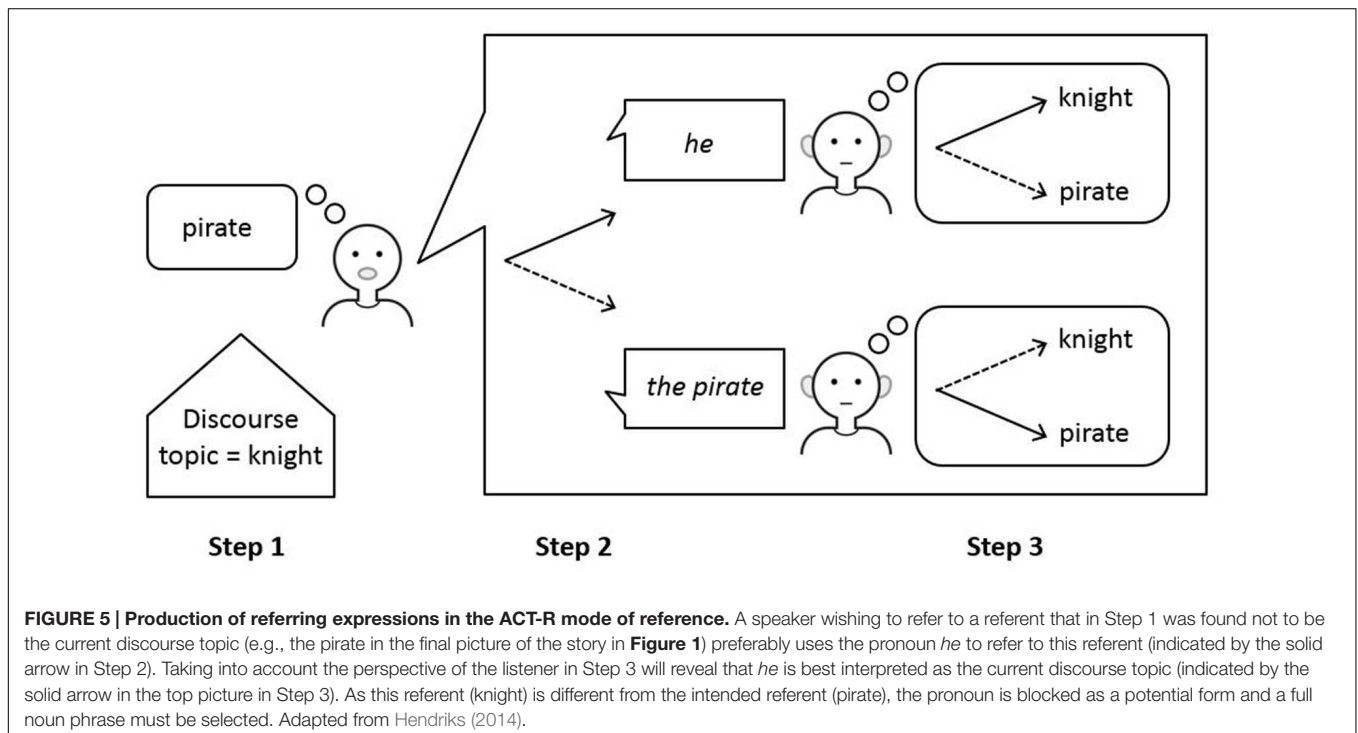 pirate
Discourse
topic = knight
he
knight
pirate
the pirate
knight
pirate
Step 1
Step 2
Step 3
FIGURE 5 | Production of referring expressions in the ACT-R mode of reference. A speaker wishing to refer to a referent that in Step 1 was found not to be
the current discourse topic (e.g., the pirate in the final picture of the story in Figure 1) preferably uses the pronoun he to refer to this referent (indicated by the solid
arrow in Step 2). Taking into account the perspective of the listener in Step 3 will reveal that he is best interpreted as the current discourse topic (indicated by the
solid arrow in the top picture in Step 3). As this referent (knight) is different from the intended referent (pirate), the pronoun is blocked as a potential form and a full
noun phrase must be selected. Adapted from Hendriks (2014).